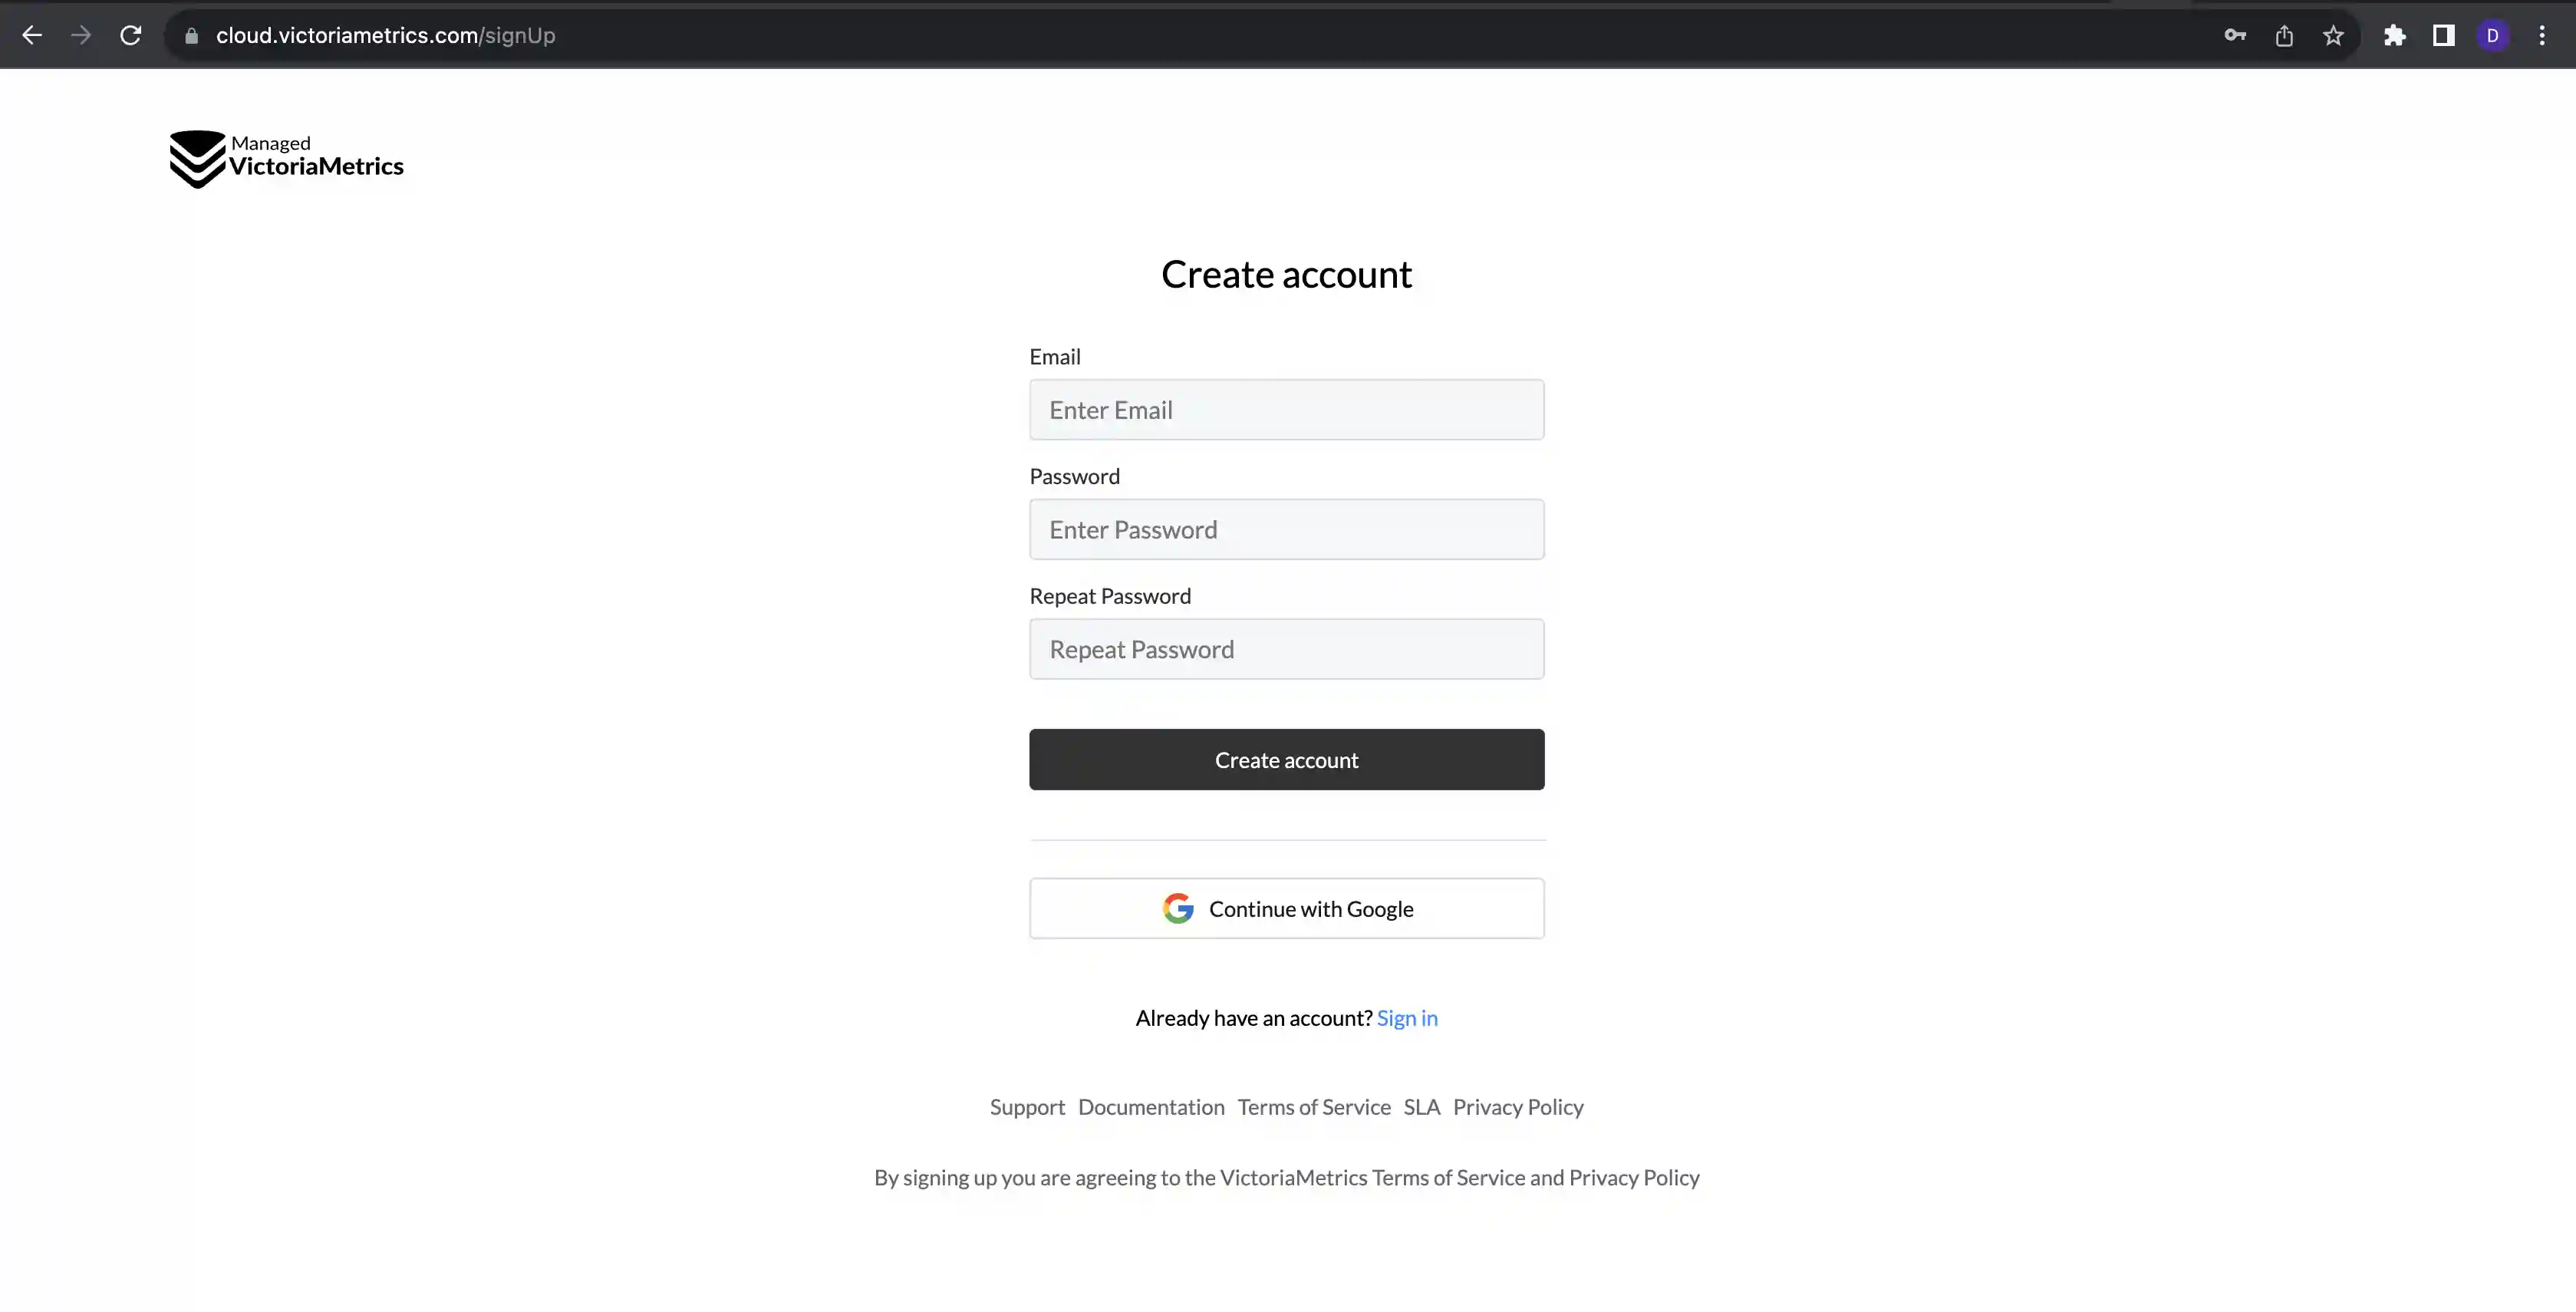 cloud.victoriametrics.com/signUp
D
Managed
VictoriaMetrics
Create account
Email
Enter Email
Password
Enter Password
Repeat Password
Repeat Password
Create account
Continue with Google
Already have an account? Sign in
Support Documentation Terms of Service SLA Privacy Policy
By signing up you are agreeing to the VictoriaMetrics Terms of Service and Privacy Policy